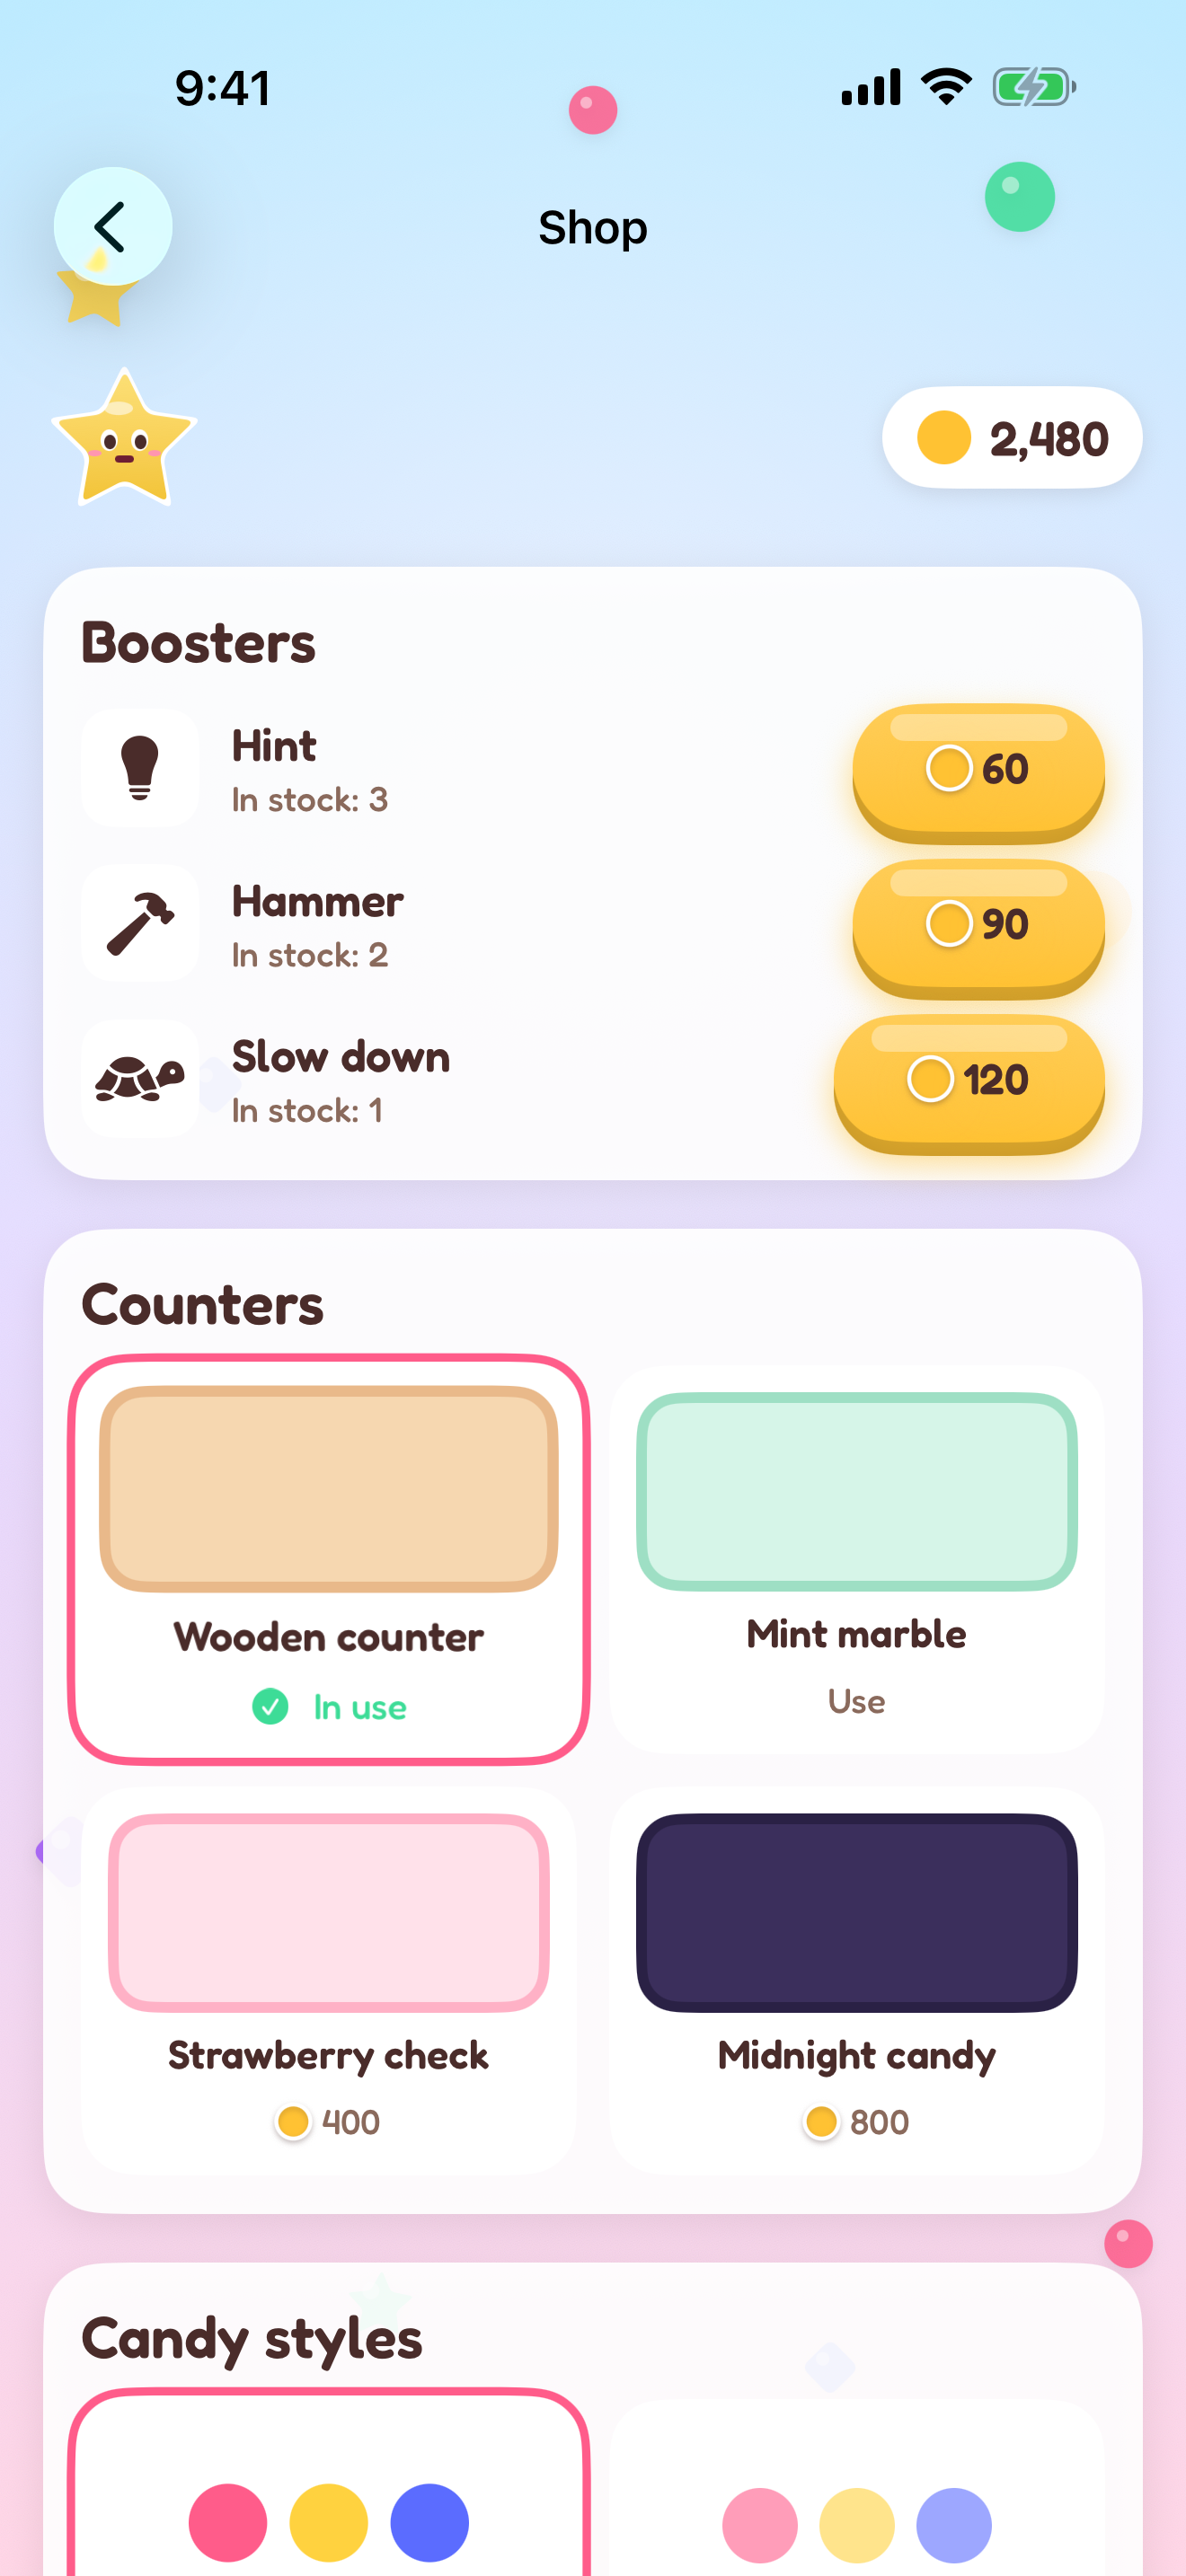 9:41
Shop
2,480
Boosters
Hint
In stock: 3
60
Hammer
In stock: 2
90
Slow down
In stock: 1
120
Counters
Wooden counter
In use
Mint marble
Use
Strawberry check
400
Midnight candy
800
Candy styles